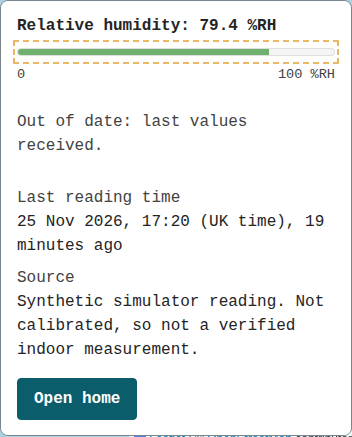 Relative humidity: 79.4 %RH
0 100 %RH
Out of date: last values
received.
Last reading time
25 Nov 2026, 17:20 (UK time), 19
minutes ago
Source
Synthetic simulator reading. Not
calibrated, so not a verified
indoor measurement.
Open home